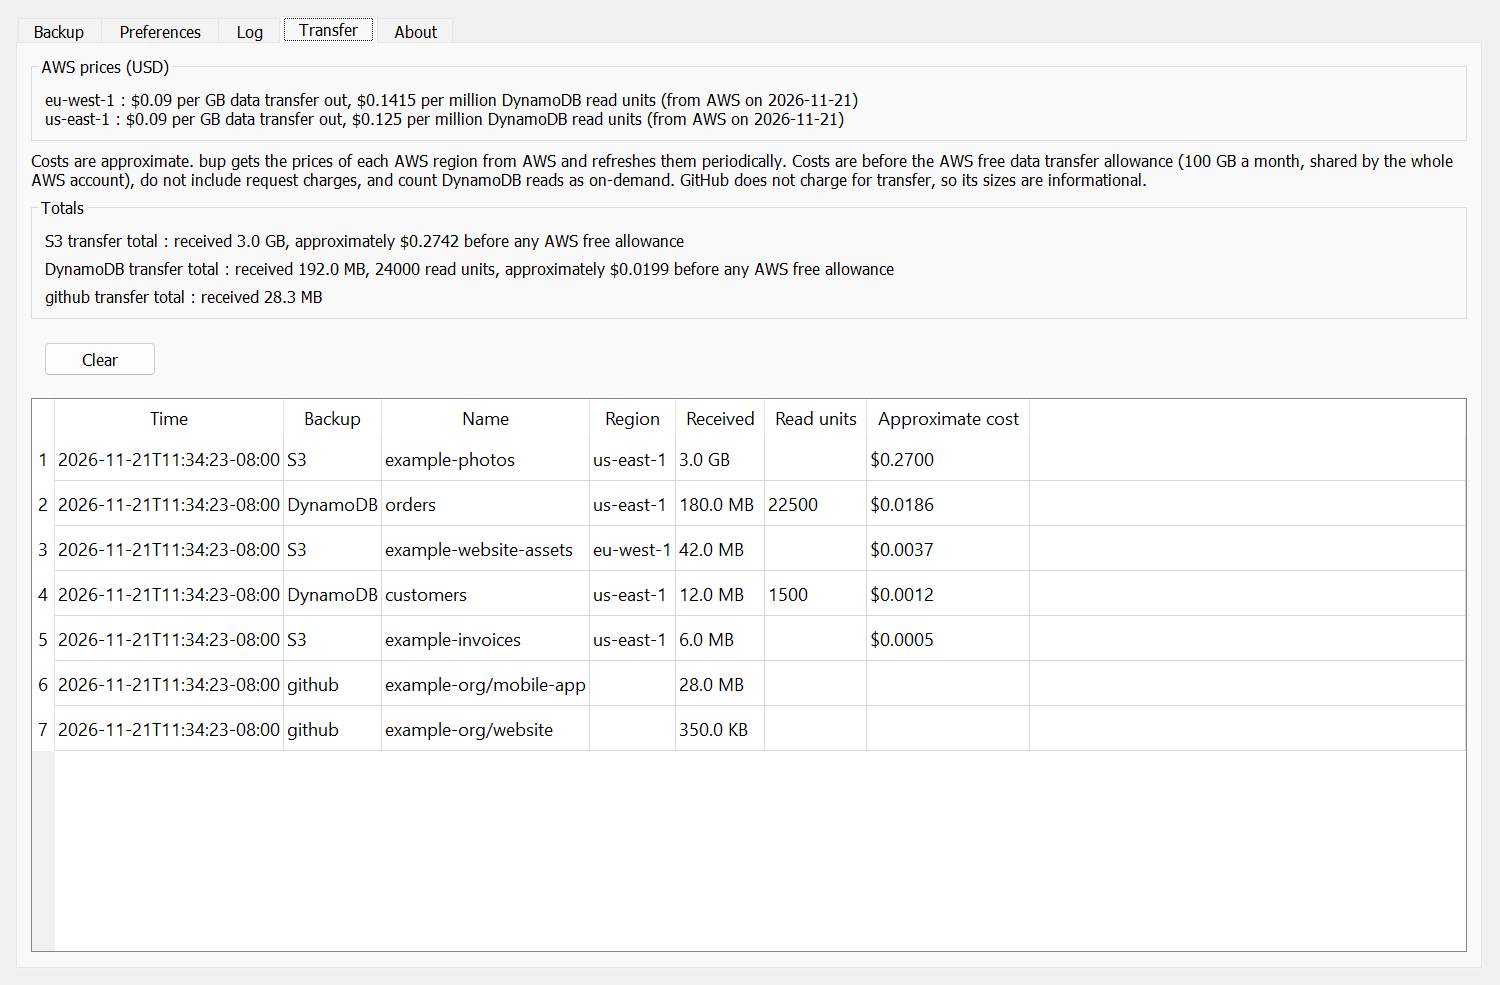 Backup Preferences Log Transfer About
AWS prices (USD)
eu-west-1 : $0.09 per GB data transfer out, $0.1415 per million DynamoDB read units (from AWS on 2026-11-21)
us-east-1 : $0.09 per GB data transfer out, $0.125 per million DynamoDB read units (from AWS on 2026-11-21)
Costs are approximate. bup gets the prices of each AWS region from AWS and refreshes them periodically. Costs are before the AWS free data transfer allowance (100 GB a month, shared by the whole
AWS account), do not include request charges, and count DynamoDB reads as on-demand. GitHub does not charge for transfer, so its sizes are informational.
Totals
S3 transfer total : received 3.0 GB, approximately $0.2742 before any AWS free allowance
DynamoDB transfer total : received 192.0 MB, 24000 read units, approximately $0.0199 before any AWS free allowance
github transfer total : received 28.3 MB
Clear
Time Backup Name Region Received Read units Approximate cost
1 2026-11-21T11:34:23-08:00 S3 example-photos us-east-1 3.0 GB $0.2700
2 2026-11-21T11:34:23-08:00 DynamoDB orders us-east-1 180.0 MB 22500 $0.0186
3 2026-11-21T11:34:23-08:00 S3 example-website-assets eu-west-1 42.0 MB $0.0037
4 2026-11-21T11:34:23-08:00 DynamoDB customers us-east-1 12.0 MB 1500 $0.0012
5 2026-11-21T11:34:23-08:00 S3 example-invoices us-east-1 6.0 MB $0.0005
6 2026-11-21T11:34:23-08:00 github example-org/mobile-app 28.0 MB
7 2026-11-21T11:34:23-08:00 github example-org/website 350.0 KB